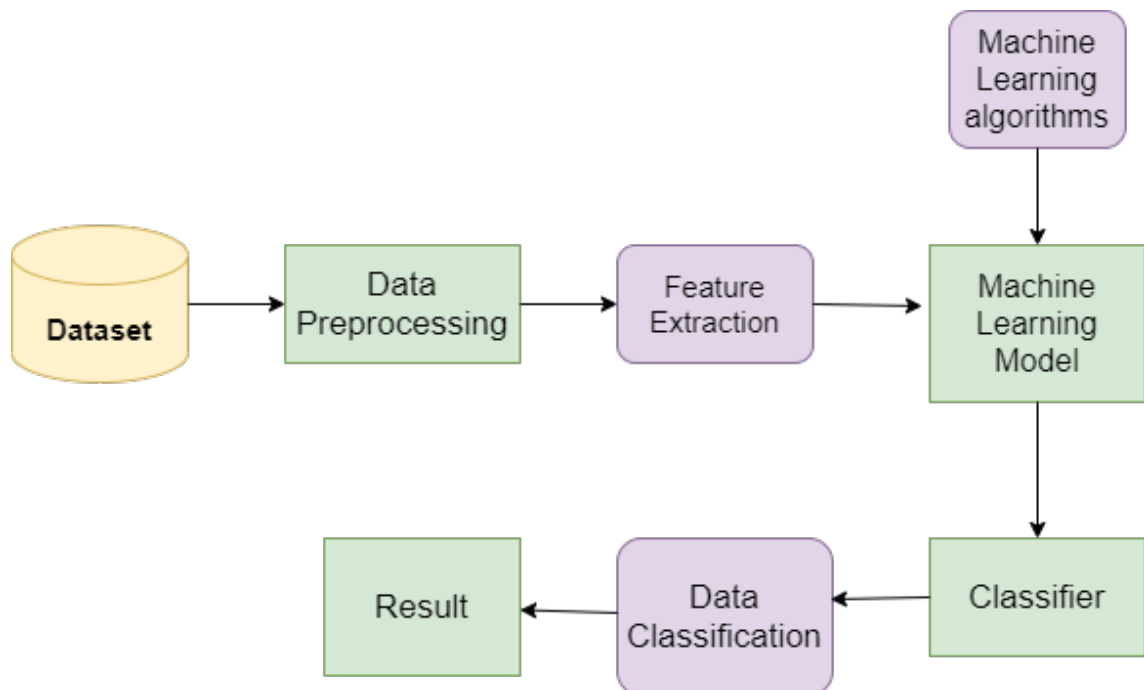 Machine
Learning
algorithms
Dataset
Data
Preprocessing
Feature
Extraction
Machine
Learning
Model
Result
Data
Classification
Classifier